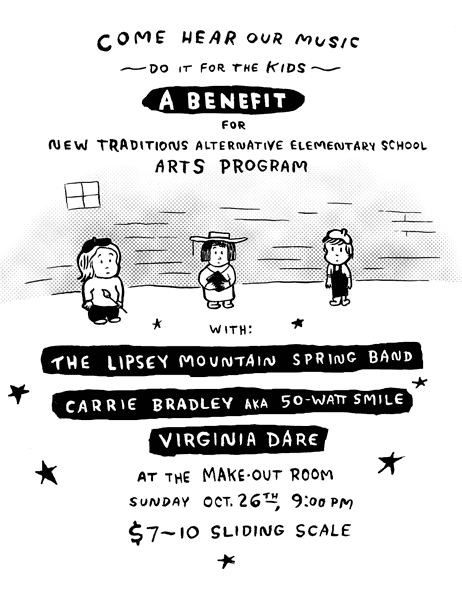 COME HEAR OUR MUSIC
~DO IT FOR THE KIDS~
A BENEFIT
FOR
NEW TRADITIONS ALTERNATIVE ELEMENTARY SCHOOL
ARTS PROGRAM
WITH:
THE LIPSEY MOUNTAIN SPRING BAND
CARRIE BRADLEY AKA 50-WATT SMILE
VIRGINIA DARE
AT THE MAKE-OUT ROOM
SUNDAY OCT. 26TH, 9:00 PM
$7~10 SLIDING SCALE